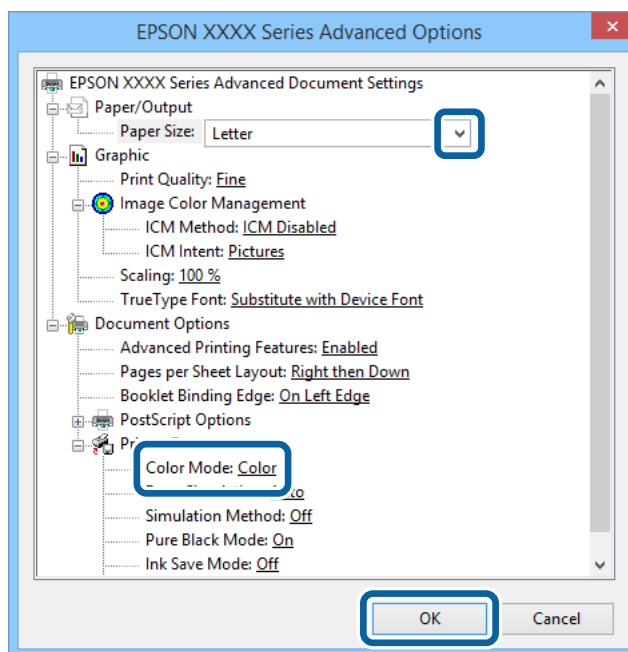 EPSON XXXX Series Advanced Options
EPSON XXXX Series Advanced Document Settings
Paper/Output
Paper Size: Letter
Graphic
Print Quality: Fine
Image Color Management
ICM Method: ICM Disabled
ICM Intent: Pictures
Scaling: 100 %
TrueType Font: Substitute with Device Font
Document Options
Advanced Printing Features: Enabled
Pages per Sheet Layout: Right then Down
Booklet Binding Edge: On Left Edge
PostScript Options
Color Mode: Color
Simulation Method: Off
Pure Black Mode: On
Ink Save Mode: Off
OK
Cancel